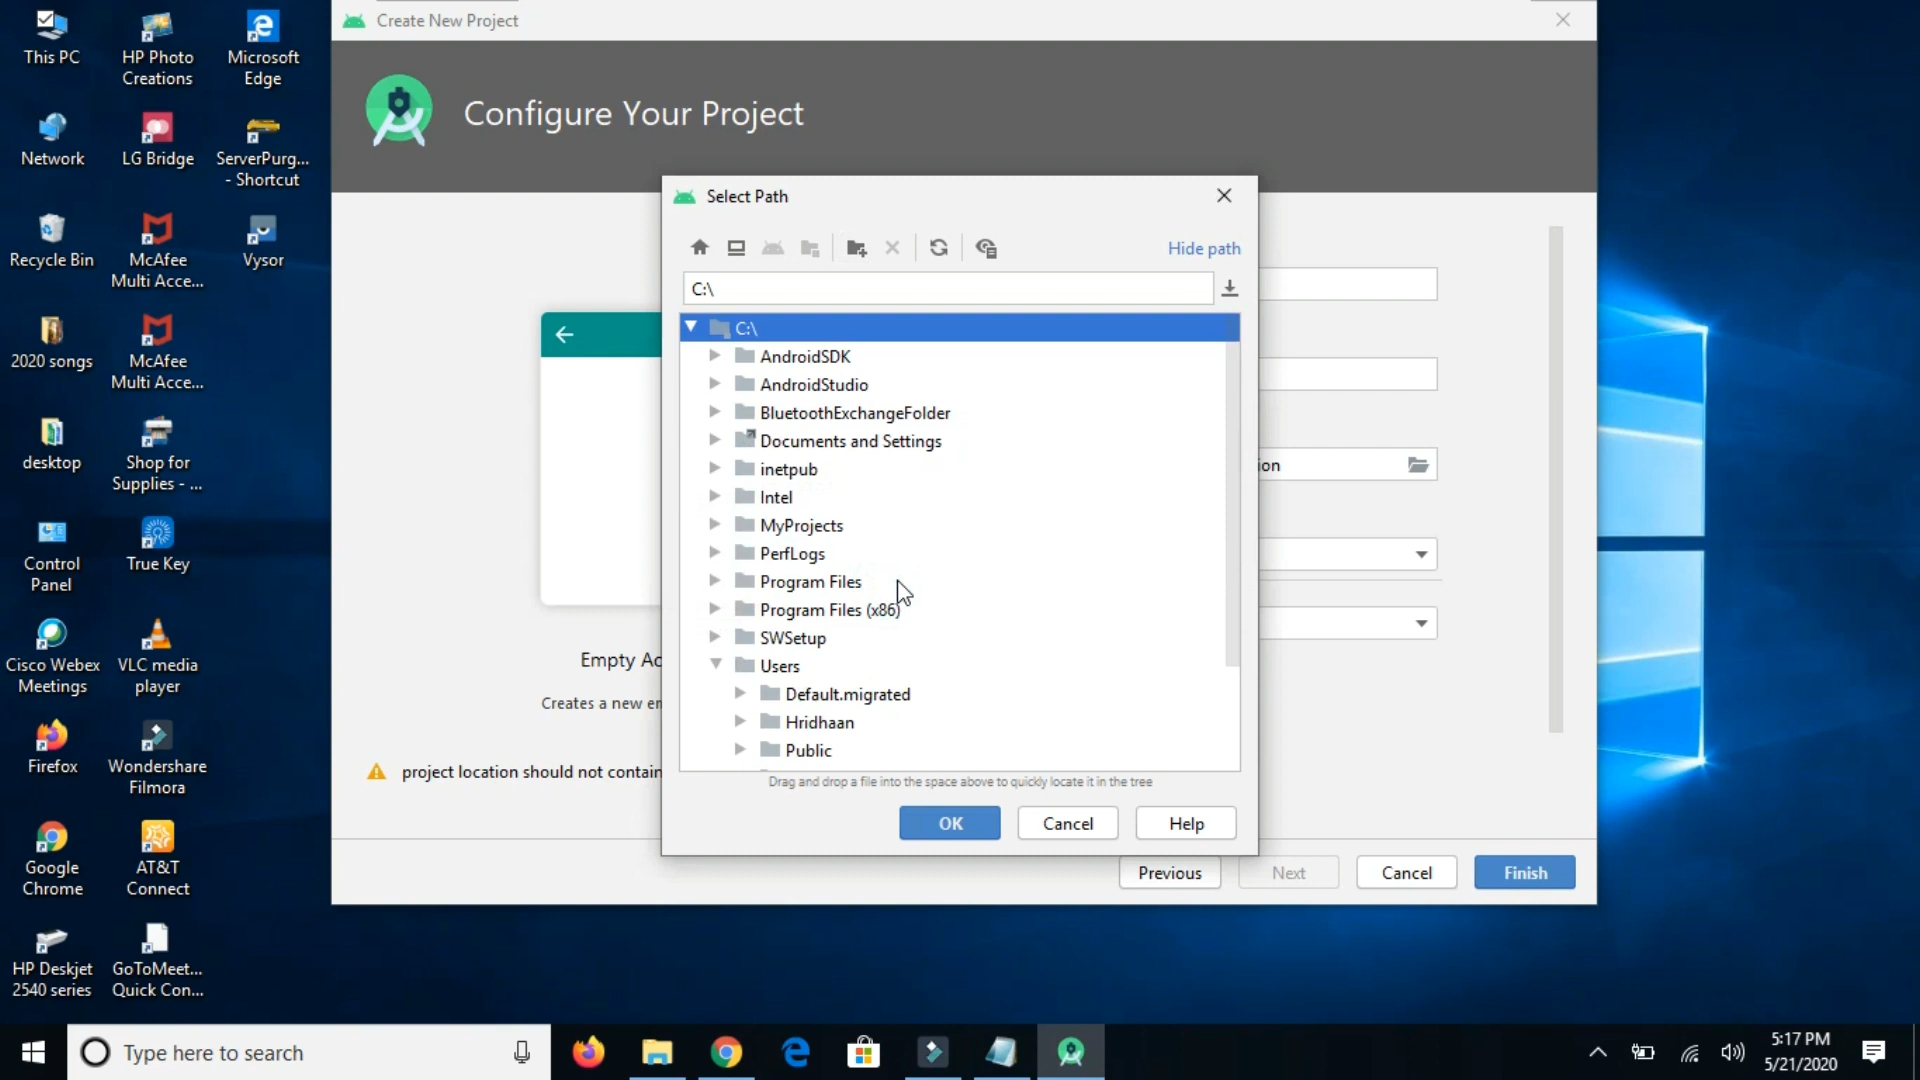 This PC
HP Photo
Creations
Microsoft
Edge
Network
LG Bridge
ServerPurg...
- Shortcut
Recycle Bin
McAfee
Multi Acce...
Vysor
2020 songs
McAfee
Multi Acce...
desktop
Shop for
Supplies - ...
Control
Panel
True Key
Cisco Webex
Meetings
VLC media
player
Firefox
Wondershare
Filmora
Google
Chrome
AT&T
Connect
HP Deskjet
2540 series
GoToMeet...
Quick Con...
Create New Project
Configure Your Project
Select Path
Hide path
C:\
C:\
AndroidSDK
AndroidStudio
BluetoothExchangeFolder
Documents and Settings
inetpub
Intel
MyProjects
PerfLogs
Program Files
Program Files (x86)
SWSetup
Users
Default.migrated
Hridhaan
Public
Drag and drop a file into the space above to quickly locate it in the tree
OK
Cancel
Help
ion
Empty Ac
Creates a new er
project location should not contain
Previous
Next
Cancel
Finish
Type here to search
5:17 PM
5/21/2020